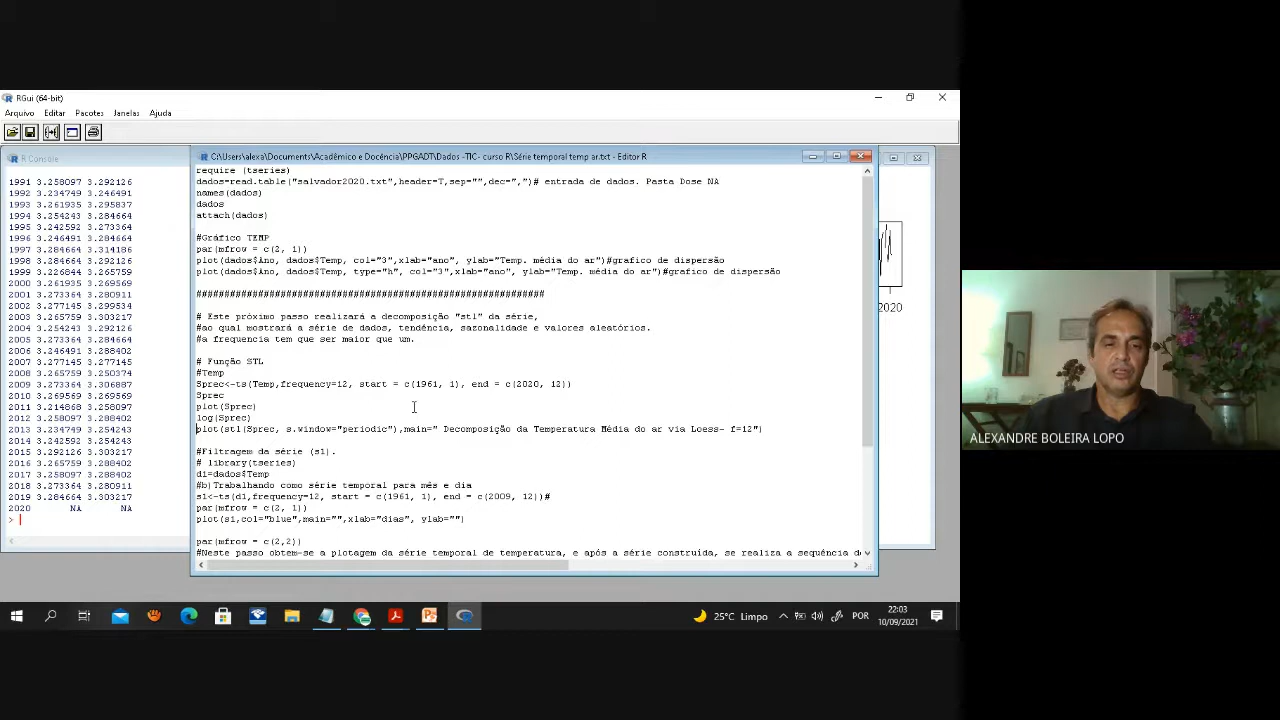 RGui (64-bit)
Arquivo Editar Pacotes Janelas Ajuda
R Console
1991 3.258097 3.292126
1992 3.234749 3.246491
1993 3.261935 3.295837
1994 3.254243 3.284664
1995 3.242592 3.273364
1996 3.246491 3.284664
1997 3.288664 3.314186
1998 3.284664 3.292126
1999 3.226844 3.265759
2000 3.261935 3.269569
2001 3.273364 3.280911
2002 3.277145 3.299534
2003 3.265759 3.303217
2004 3.254243 3.292126
2005 3.273364 3.284664
2006 3.246491 3.288402
2007 3.277145 3.277145
2008 3.265759 3.250374
2009 3.273364 3.306887
2010 3.269569 3.269569
2011 3.214868 3.258097
2012 3.258097 3.288402
2013 3.234749 3.254243
2014 3.242592 3.254243
2015 3.292126 3.303217
2016 3.265759 3.288402
2017 3.258097 3.288402
2018 3.273364 3.280911
2019 3.284664 3.303217
2020 NA NA
>
C:\Users\alexa\Documents\Acadêmico e Docência\PPGADT\Dados -TIC- curso R\Série temporal temp ar.txt - Editor R
require (tseries)
dados=read.table("salvador2020.txt",header=T,sep="",dec=",")# entrada de dados. Pasta Dose NA
names(dados)
dados
attach(dados)
#Gráfico TEMP
par(mfrow = c(2, 1))
plot(dados$Ano, dados$Temp, col="3",xlab="ano", ylab="Temp. média do ar")#grafico de dispersão
plot(dados$Ano, dados$Temp, type="h", col="3",xlab="ano", ylab="Temp. média do ar")#grafico de dispersão
############################################################
# Este próximo passo realizará a decomposição "stl" da série,
#ao qual mostrará a série de dados, tendência, sazonalidade e valores aleatórios.
#a frequencia tem que ser maior que um.
# Função STL
#Temp
Sprec<-ts(Temp,frequency=12, start = c(1961, 1), end = c(2020, 12))
Sprec
plot(Sprec)
log(Sprec)
plot(stl(Sprec, s.window="periodic"),main=" Decomposição da Temperatura Média do ar via Loess- f=12")
#Filtragem da série (s1).
# library(tseries)
d1=dados$Temp
#b) Trabalhando como série temporal para mês e dia
s1<-ts(d1,frequency=12, start = c(1961, 1), end = c(2009, 12))#
par(mfrow = c(2, 1))
plot(s1,col="blue",main="",xlab="dias", ylab="")
par(mfrow = c(2,2))
#Neste passo obtem-se a plotagem da série temporal de temperatura, e após a série construída, se realiza a sequência de
2020
ALEXANDRE BOLEIRA LOPO
25°C Limpo
POR
22:03
10/09/2021